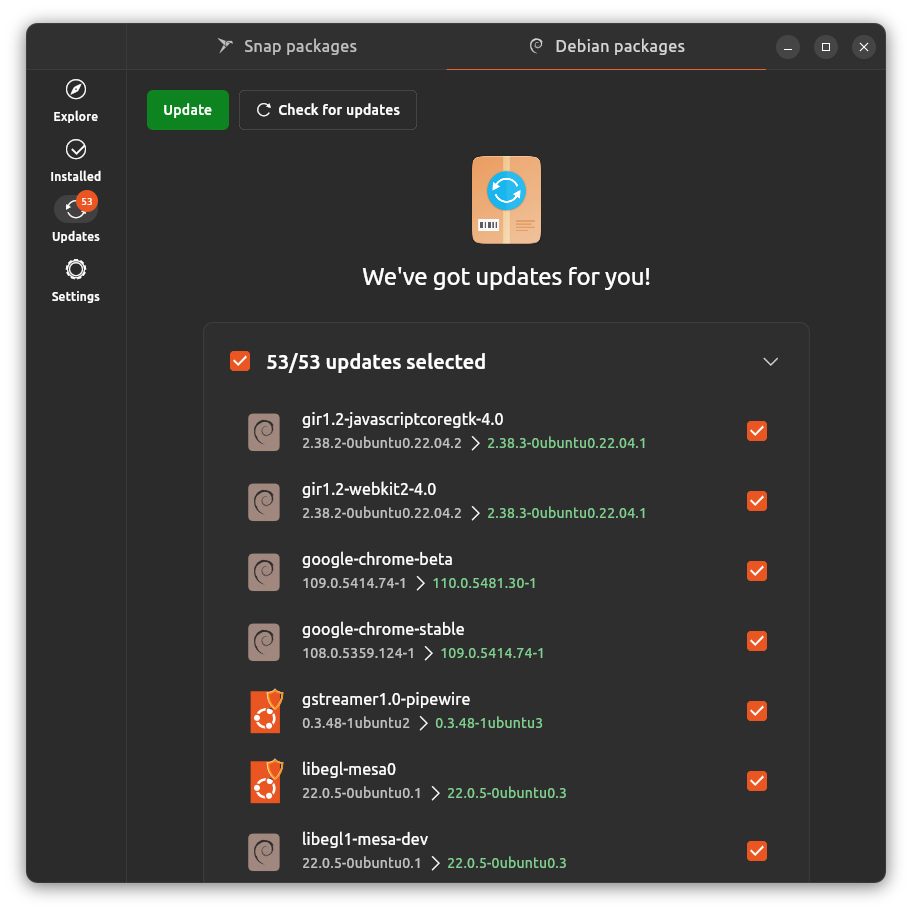 Snap packages
Debian packages
Explore
Installed
53
Updates
Settings
Update
Check for updates
We've got updates for you!
53/53 updates selected
gir1.2-javascriptcoregtk-4.0
2.38.2-0ubuntu0.22.04.2 2.38.3-0ubuntu0.22.04.1
gir1.2-webkit2-4.0
2.38.2-0ubuntu0.22.04.2 2.38.3-0ubuntu0.22.04.1
google-chrome-beta
109.0.5414.74-1 110.0.5481.30-1
google-chrome-stable
108.0.5359.124-1 109.0.5414.74-1
gstreamer1.0-pipewire
0.3.48-1ubuntu2 0.3.48-1ubuntu3
libegl-mesa0
22.0.5-0ubuntu0.1 22.0.5-0ubuntu0.3
libegl1-mesa-dev
22.0.5-0ubuntu0.1 22.0.5-0ubuntu0.3